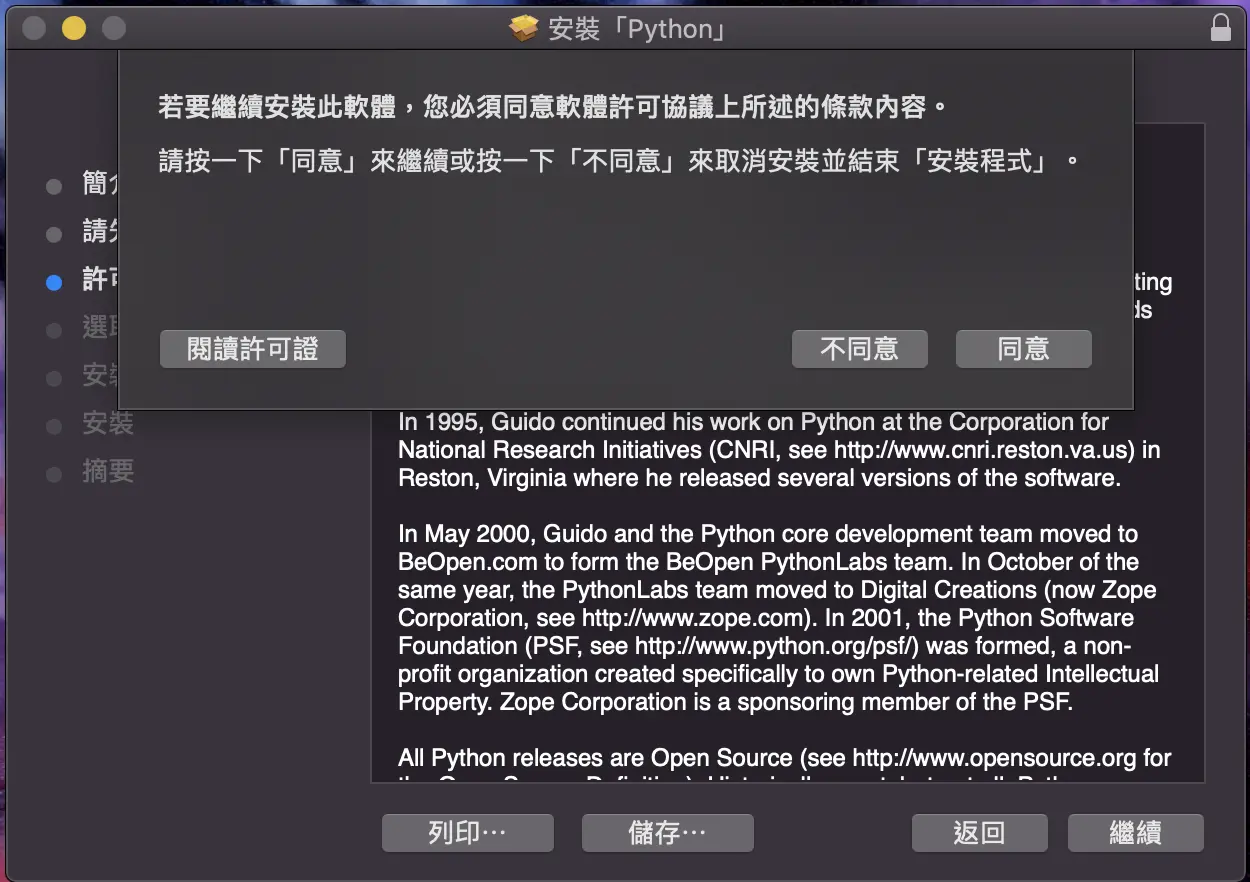 安裝「Python」
若要繼續安裝此軟體，您必須同意軟體許可協議上所述的條款內容。
請按一下「同意」來繼續或按一下「不同意」來取消安裝並結束「安裝程式」。
閱讀許可證
不同意
同意
簡
請
許
選
安
安裝
摘要
In 1995, Guido continued his work on Python at the Corporation for
National Research Initiatives (CNRI, see http://www.cnri.reston.va.us) in
Reston, Virginia where he released several versions of the software.
In May 2000, Guido and the Python core development team moved to
BeOpen.com to form the BeOpen PythonLabs team. In October of the
same year, the PythonLabs team moved to Digital Creations (now Zope
Corporation, see http://www.zope.com). In 2001, the Python Software
Foundation (PSF, see http://www.python.org/psf/) was formed, a non-
profit organization created specifically to own Python-related Intellectual
Property. Zope Corporation is a sponsoring member of the PSF.
All Python releases are Open Source (see http://www.opensource.org for
列印…
儲存…
返回
繼續